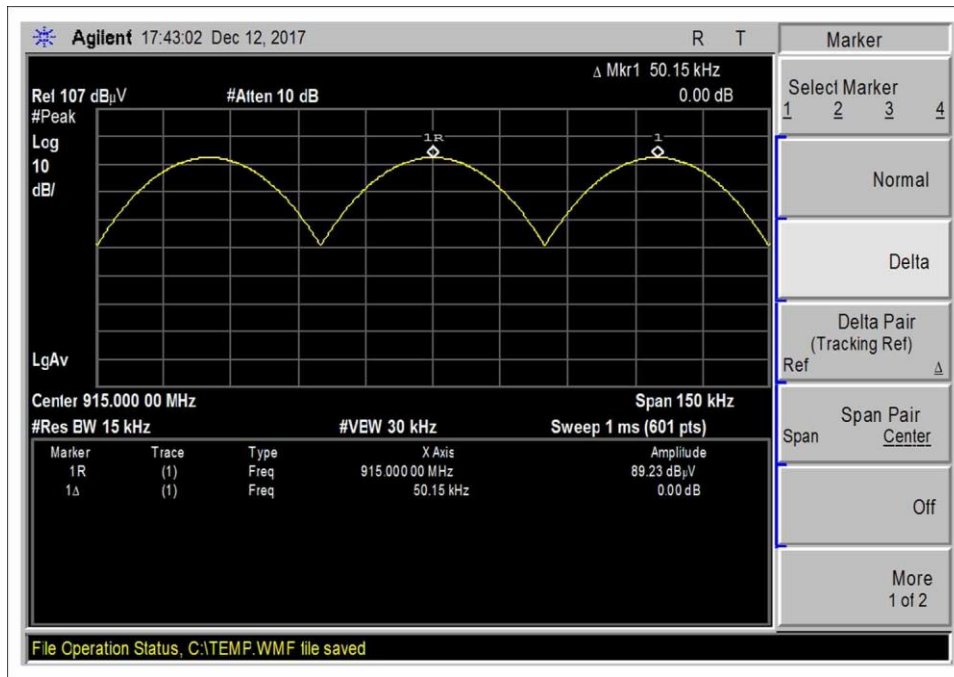 Agilent 17:43:02 Dec 12, 2017 R T
Δ Mkr1 50.15 kHz
Ref 107 dBμV #Atten 10 dB 0.00 dB
#Peak
Log
10
dB/
1R 1
LgAv
Center 915.000 00 MHz Span 150 kHz
#Res BW 15 kHz #VBW 30 kHz Sweep 1 ms (601 pts)
Marker Trace Type X Axis Amplitude
1R (1) Freq 915.000 00 MHz 89.23 dBμV
1Δ (1) Freq 50.15 kHz 0.00 dB
File Operation Status, C:\TEMP.WMF file saved
Marker
Select Marker
1 2 3 4
Normal
Delta
Delta Pair
(Tracking Ref)
Ref Δ
Span Pair
Span Center
Off
More
1 of 2